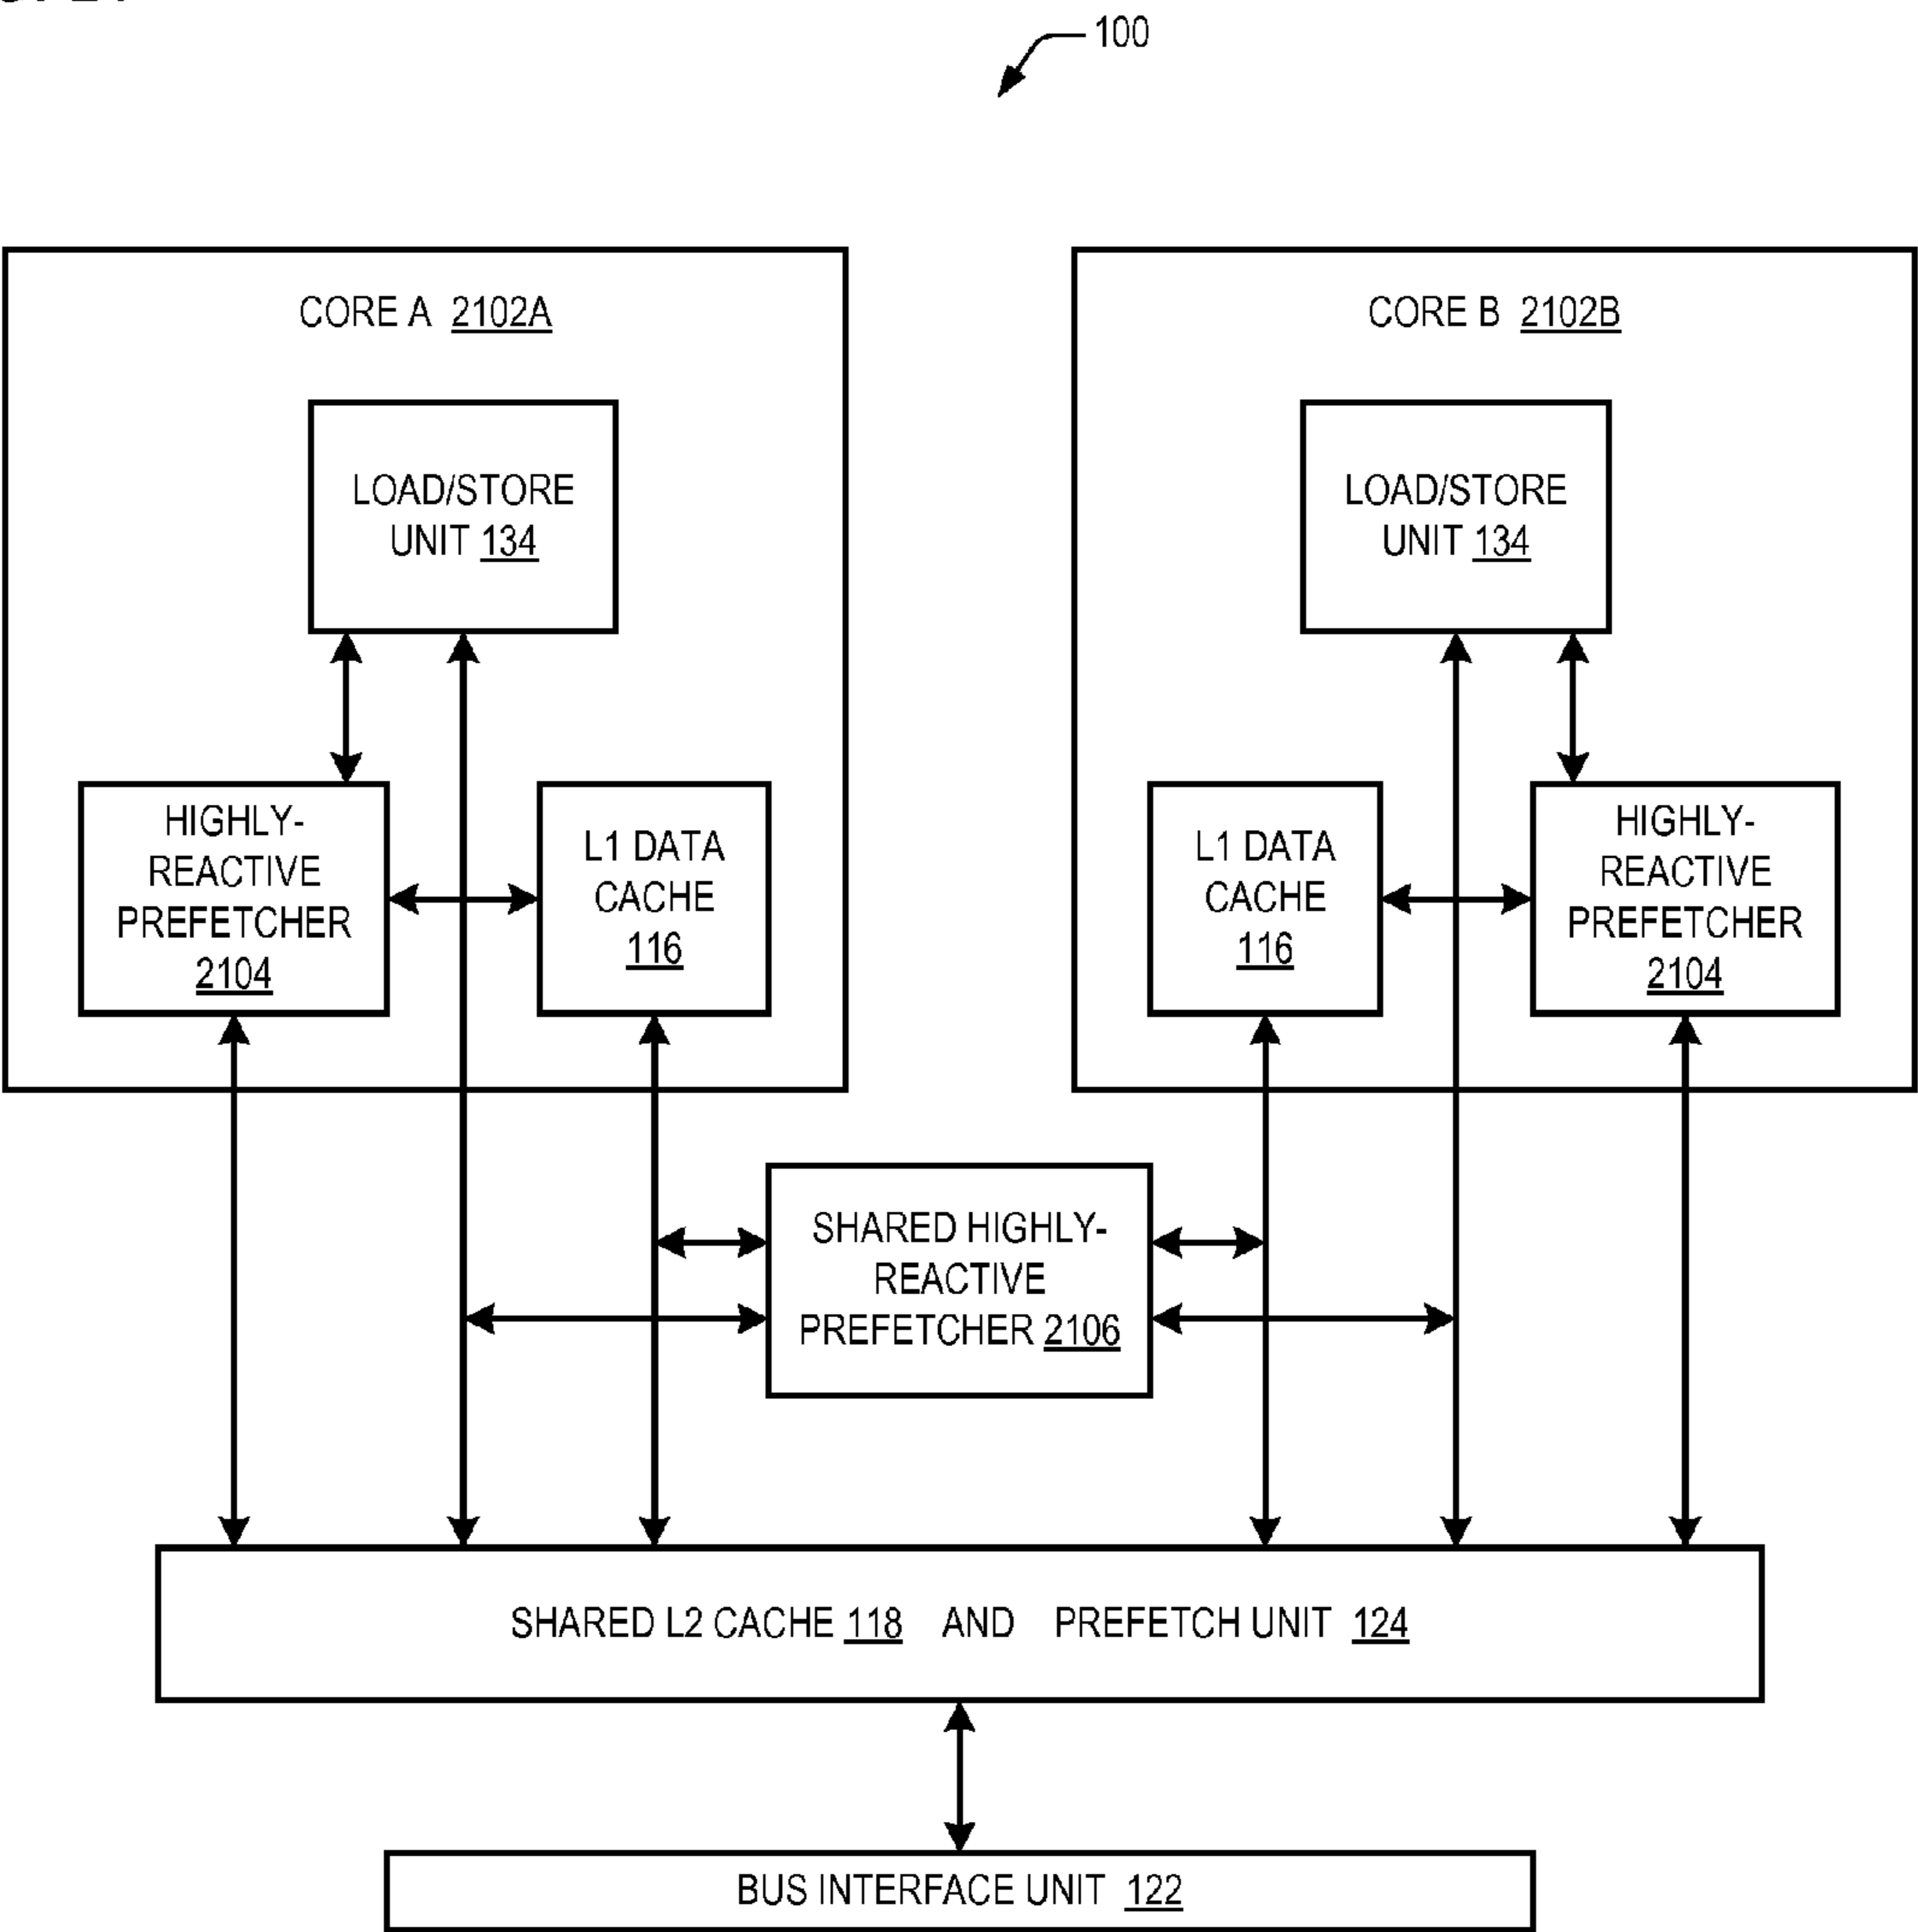 100
CORE A 2102A
CORE B 2102B
LOAD/STORE
UNIT 134
LOAD/STORE
UNIT 134
HIGHLY-
REACTIVE
PREFETCHER
2104
L1 DATA
CACHE
116
L1 DATA
CACHE
116
HIGHLY-
REACTIVE
PREFETCHER
2104
SHARED HIGHLY-
REACTIVE
PREFETCHER 2106
SHARED L2 CACHE 118 AND PREFETCH UNIT 124
BUS INTERFACE UNIT 122